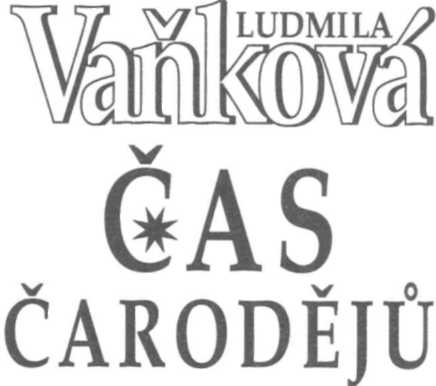 LUDMILA
Vaňková
ČAS
ČARODĚJŮ